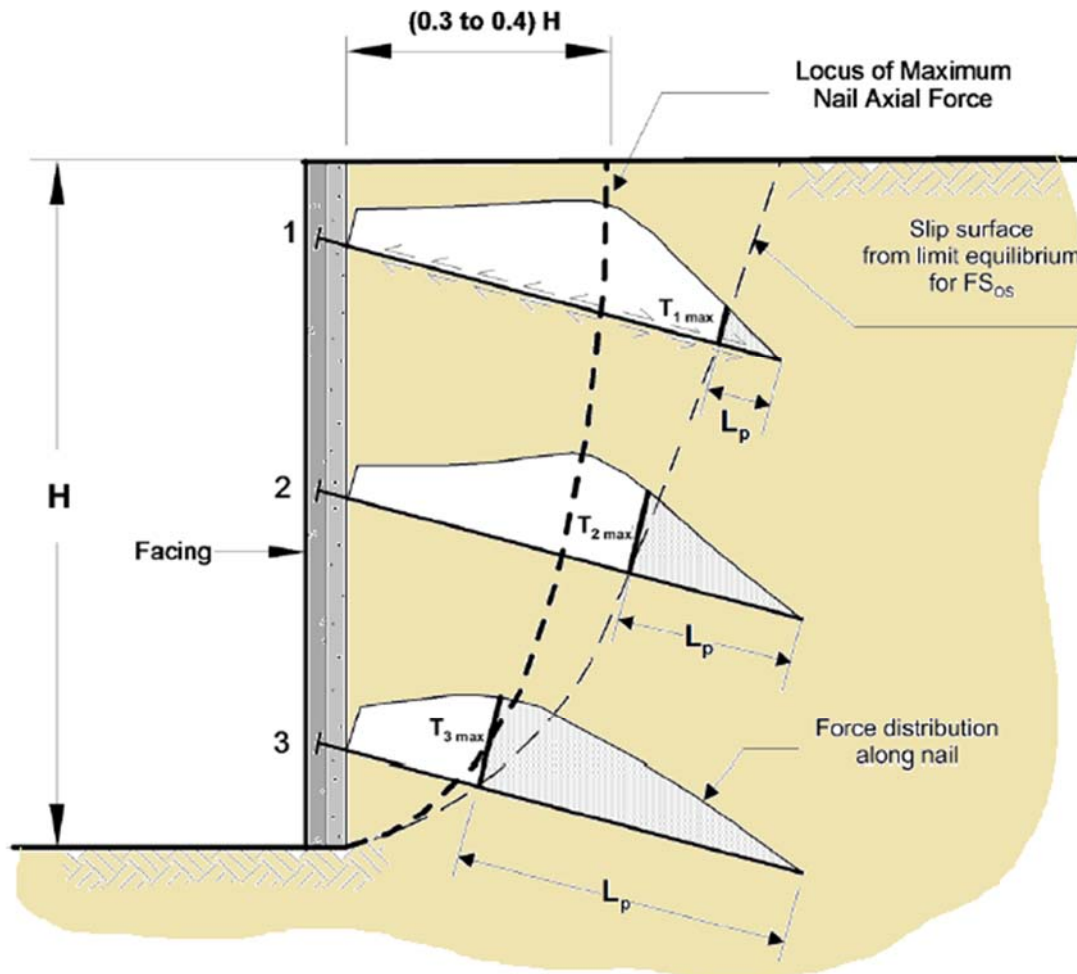 (0.3 to 0.4) H
Locus of Maximum
Nail Axial Force
1
Slip surface
from limit equilibrium
for FSOS
T1 max
Lp
H
2
T2 max
Facing
Lp
T3 max
3
Force distribution
along nail
Lp